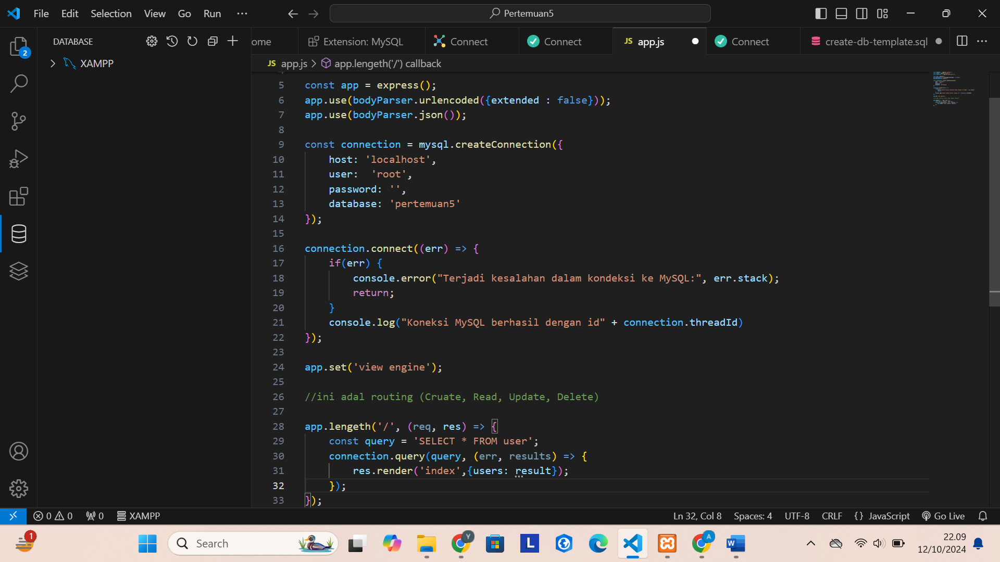 File Edit Selection View Go Run ··· Pertemuan5
DATABASE
ome Extension: MySQL Connect Connect JS app.js Connect create-db-template.sql
2
XAMPP
JS app.js > app.lengeth('/') callback
5 const app = express();
6 app.use(bodyParser.urlencoded({extended : false}));
7 app.use(bodyParser.json());
8
9 const connection = mysql.createConnection({
10 host: 'localhost',
11 user:  'root',
12 password: '',
13 database: 'pertemuan5'
14 });
15
16 connection.connect((err) => {
17 if(err) {
18 console.error("Terjadi kesalahan dalam kondeksi ke MySQL:", err.stack);
19 return;
20 }
21 console.log("Koneksi MySQL berhasil dengan id" + connection.threadId)
22 });
23
24 app.set('view engine');
25
26 //ini adal routing (Cruate, Read, Update, Delete)
27
28 app.lengeth('/', (req, res) => {
29 const query = 'SELECT * FROM user';
30 connection.query(query, (err, results) => {
31 res.render('index',{users: result});
32 });
33 });
0 0 0 XAMPP Ln 32, Col 8 Spaces: 4 UTF-8 CRLF {} JavaScript Go Live
1 Search Y L A W 22.09
12/10/2024